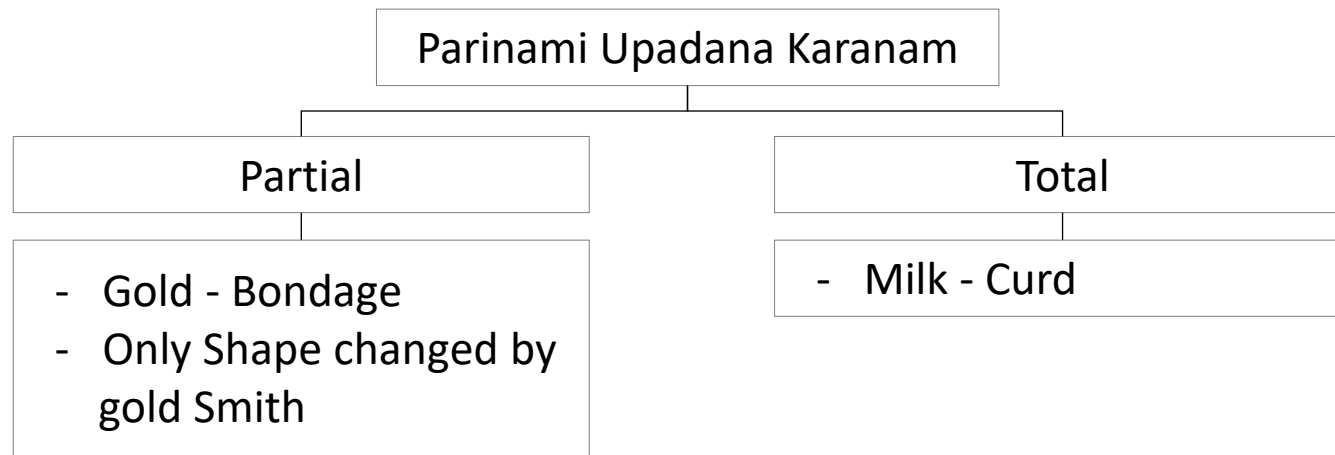 Parinami Upadana Karanam
Partial
Total
- Gold - Bondage
- Only Shape changed by
gold Smith
- Milk - Curd